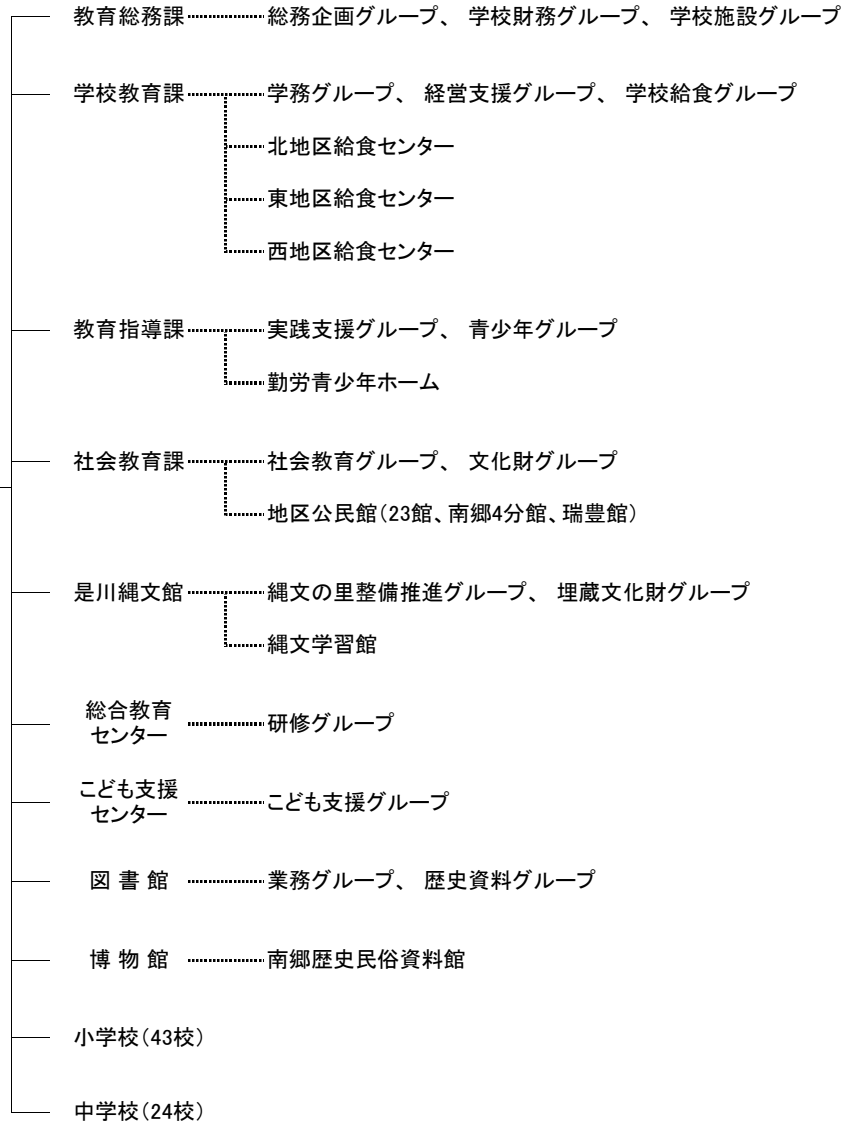 教育総務課 総務企画グループ、 学校財務グループ、 学校施設グループ
学校教育課 学務グループ、 経営支援グループ、 学校給食グループ
北地区給食センター
東地区給食センター
西地区給食センター
教育指導課 実践支援グループ、 青少年グループ
勤労青少年ホーム
社会教育課 社会教育グループ、 文化財グループ
地区公民館(23館、南郷4分館、瑞豊館)
是川縄文館 縄文の里整備推進グループ、 埋蔵文化財グループ
縄文学習館
総合教育
センター 研修グループ
こども支援
センター こども支援グループ
図 書 館 業務グループ、 歴史資料グループ
博 物 館 南郷歴史民俗資料館
小学校(43校)
中学校(24校)